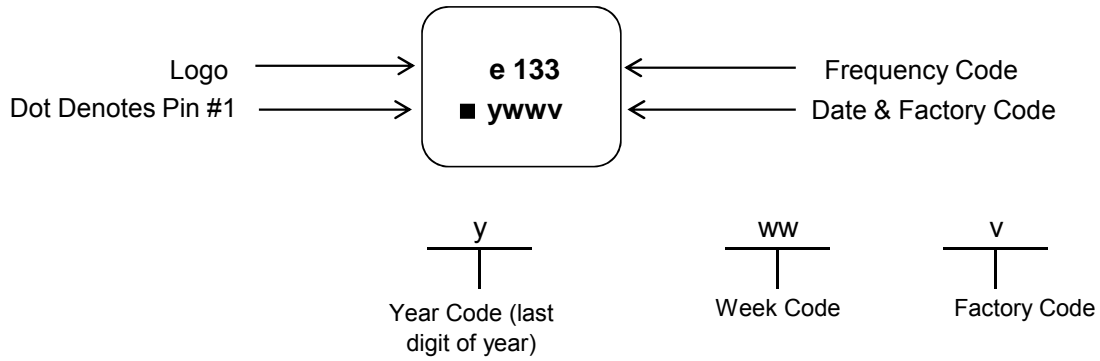 Logo
e 133
Frequency Code
Dot Denotes Pin #1
■ ywwv
Date & Factory Code
y
ww
v
Year Code (last
digit of year)
Week Code
Factory Code